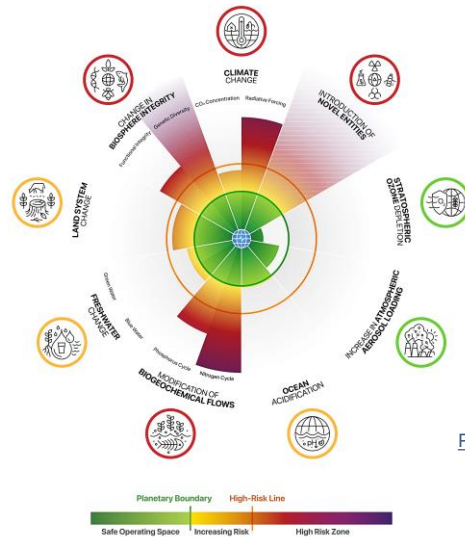 CLIMATE
CHANGE
CO₂ Concentration
Radiative Forcing
INTRODUCTION OF
NOVEL ENTITIES
STRATOSPHERIC
OZONE DEPLETION
INCREASE IN ATMOSPHERIC
AEROSOL LOADING
OCEAN
ACIDIFICATION
pH
MODIFICATION OF
BIOGEOCHEMICAL FLOWS
Phosphorus Cycle
Nitrogen Cycle
FRESHWATER
CHANGE
Green Water
Blue Water
LAND SYSTEM
CHANGE
CHANGE IN
BIOSPHERE INTEGRITY
Functional Integrity
Genetic Diversity
Planetary Boundary
High-Risk Line
Safe Operating Space
Increasing Risk
High Risk Zone